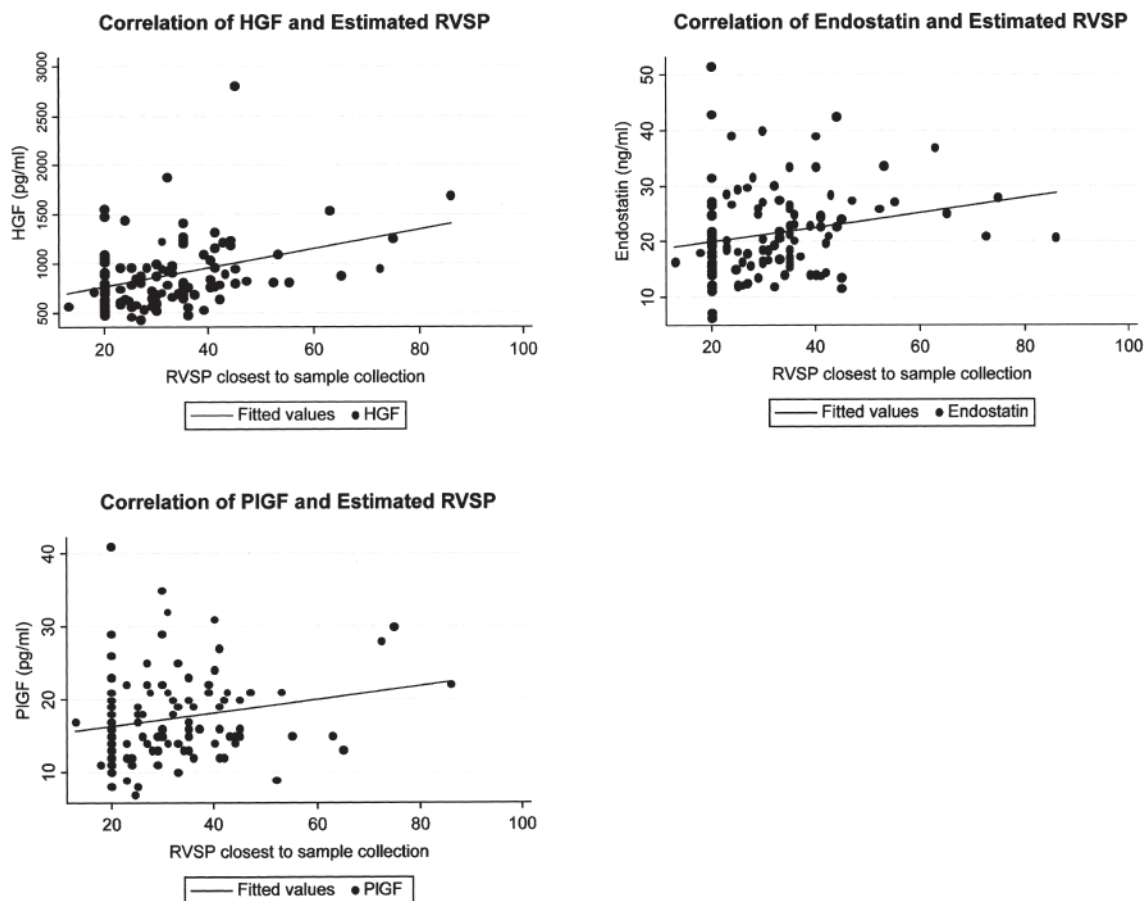 Correlation of HGF and Estimated RVSP
3000
2500
2000
1500
1000
500
HGF (pg/ml)
20 40 60 80 100
RVSP closest to sample collection
Fitted values HGF
Correlation of Endostatin and Estimated RVSP
50
40
30
20
10
Endostatin (ng/ml)
20 40 60 80 100
RVSP closest to sample collection
Fitted values Endostatin
Correlation of PIGF and Estimated RVSP
40
30
20
10
PIGF (pg/ml)
20 40 60 80 100
RVSP closest to sample collection
Fitted values PIGF